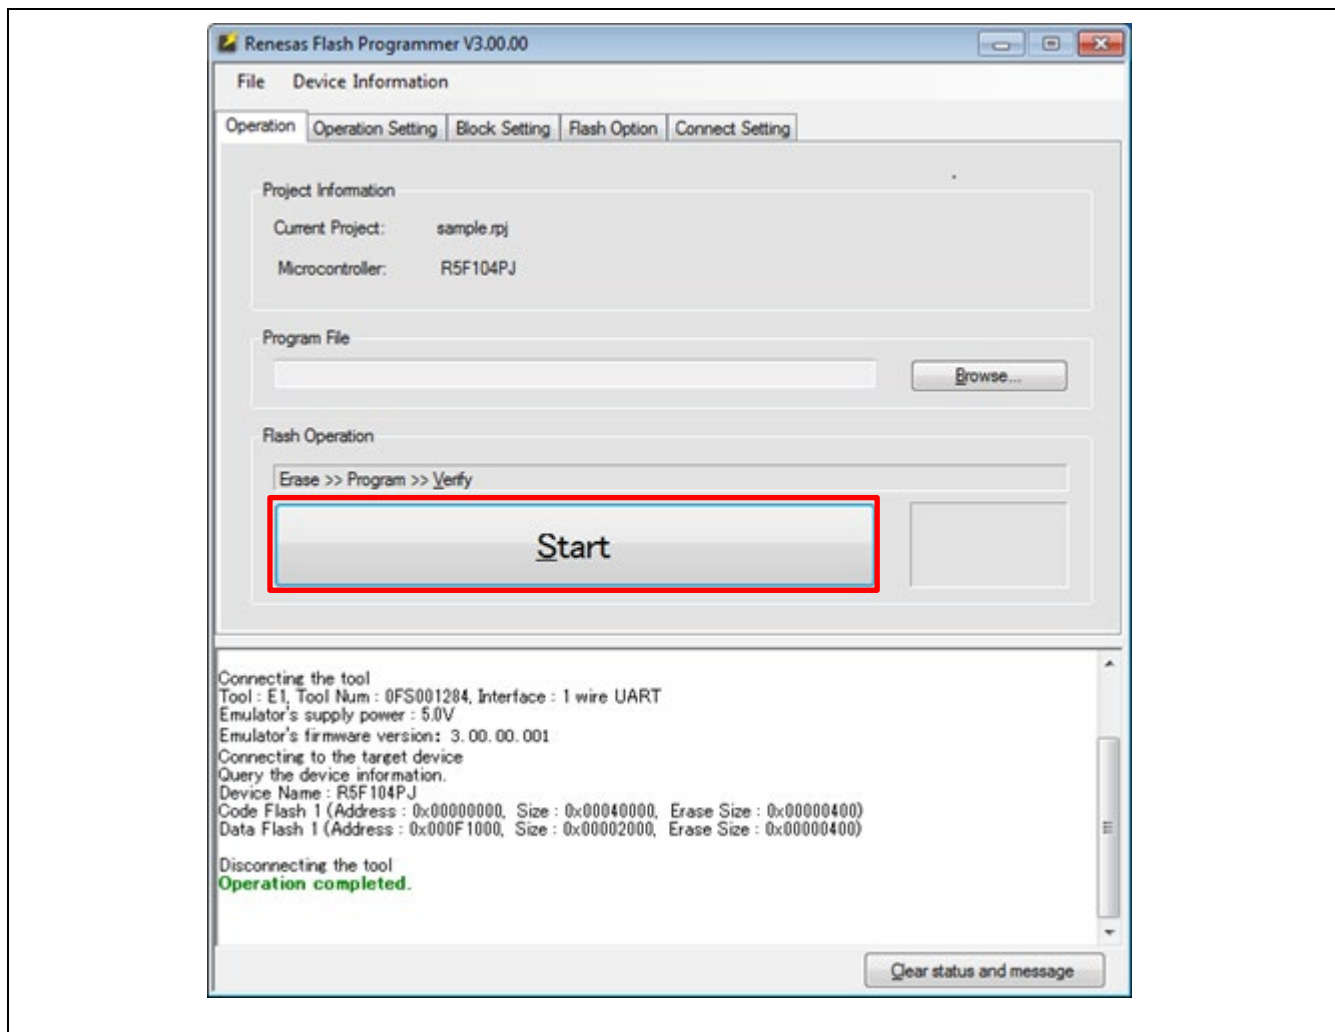 Renesas Flash Programmer V3.00.00
File Device Information
Operation Operation Setting Block Setting Flash Option Connect Setting
Project Information
Current Project: sample.rpj
Microcontroller: R5F104PJ
Program File
Browse...
Flash Operation
Erase >> Program >> Verify
Start
Connecting the tool
Tool : E1, Tool Num : 0FS001284, Interface : 1 wire UART
Emulator's supply power : 5.0V
Emulator's firmware version: 3.00.00.001
Connecting to the target device
Query the device information.
Device Name : R5F104PJ
Code Flash 1 (Address : 0x00000000, Size : 0x00040000, Erase Size : 0x00000400)
Data Flash 1 (Address : 0x000F1000, Size : 0x00002000, Erase Size : 0x00000400)
Disconnecting the tool
Operation completed.
Clear status and message